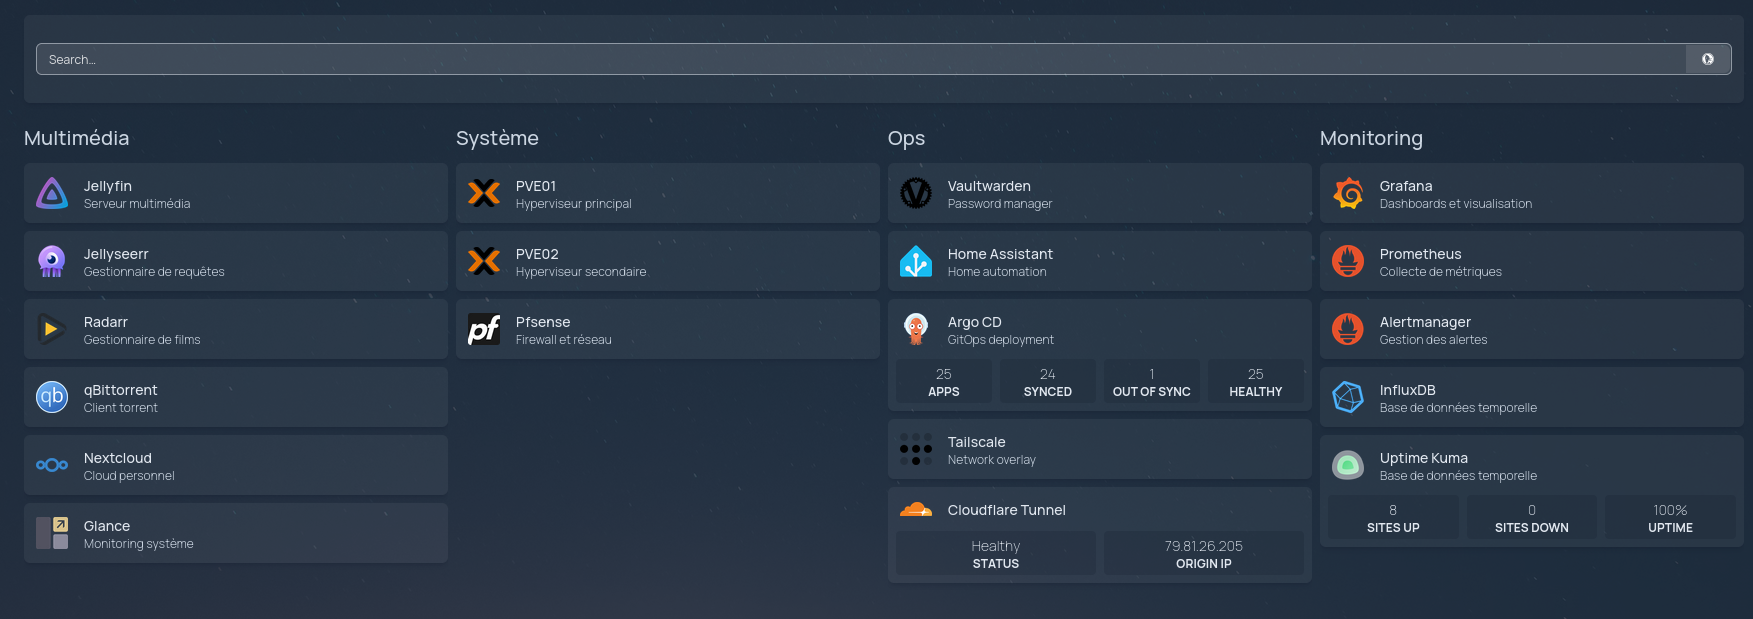 Search...
Multimédia
Jellyfin
Serveur multimédia
Jellyseerr
Gestionnaire de requêtes
Radarr
Gestionnaire de films
qb
qBittorrent
Client torrent
Nextcloud
Cloud personnel
Glance
Monitoring système
Système
PVE01
Hyperviseur principal
PVE02
Hyperviseur secondaire
pf
Pfsense
Firewall et réseau
Ops
Vaultwarden
Password manager
Home Assistant
Home automation
Argo CD
GitOps deployment
25 24 1 25
APPS SYNCED OUT OF SYNC HEALTHY
Tailscale
Network overlay
Cloudflare Tunnel
Healthy 79.81.26.205
STATUS ORIGIN IP
Monitoring
Grafana
Dashboards et visualisation
Prometheus
Collecte de métriques
Alertmanager
Gestion des alertes
InfluxDB
Base de données temporelle
Uptime Kuma
Base de données temporelle
8 0 100%
SITES UP SITES DOWN UPTIME